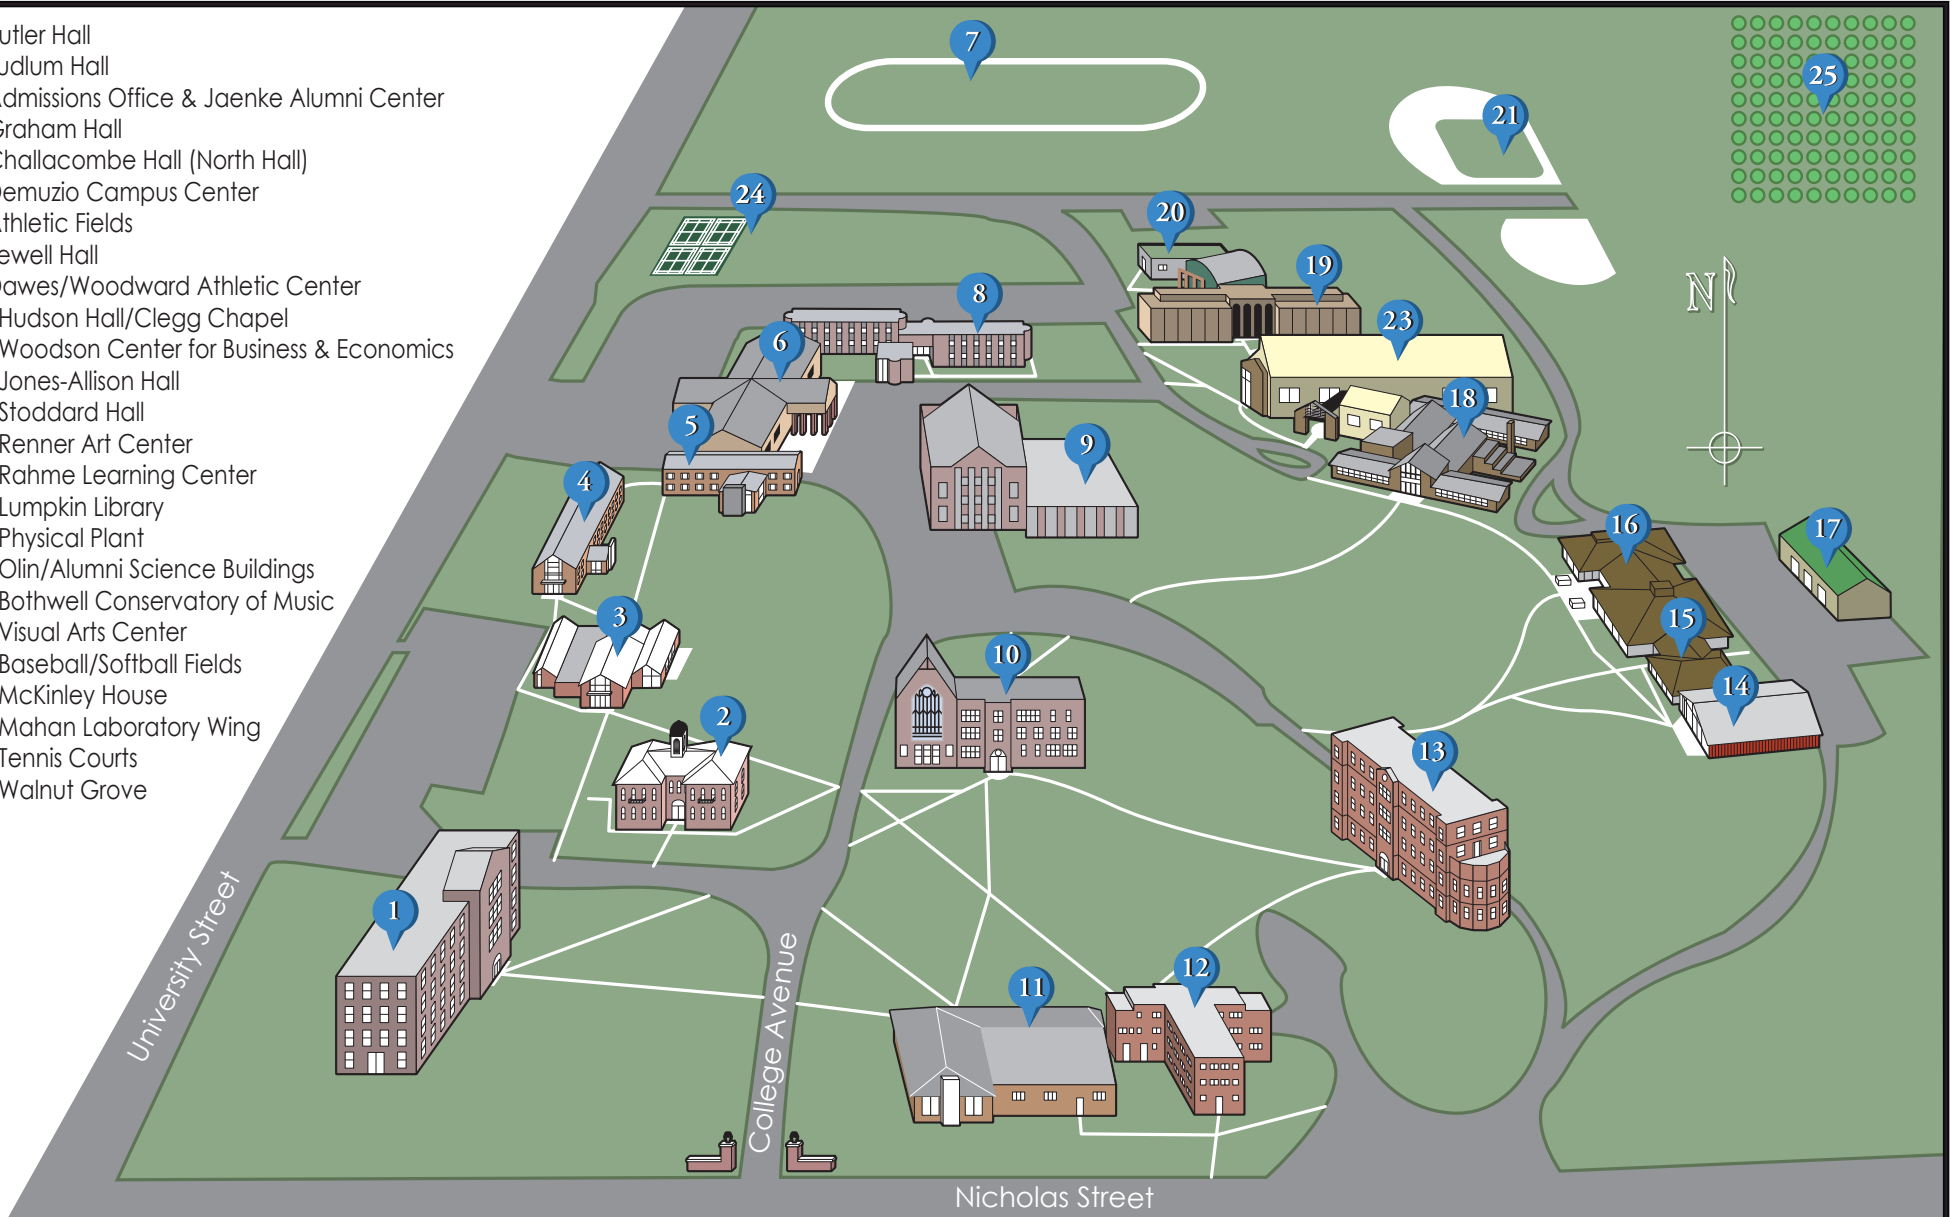 utler Hall
udlum Hall
dmissions Office & Jaenke Alumni Center
raham Hall
hallacombe Hall (North Hall)
emuzio Campus Center
thletic Fields
ewell Hall
awes/Woodward Athletic Center
Hudson Hall/Clegg Chapel
Woodson Center for Business & Economics
Jones-Allison Hall
Stoddard Hall
Renner Art Center
Rahme Learning Center
Lumpkin Library
Physical Plant
Olin/Alumni Science Buildings
Bothwell Conservatory of Music
Visual Arts Center
Baseball/Softball Fields
McKinley House
Mahan Laboratory Wing
Tennis Courts
Walnut Grove
7
25
21
24
20
19
8
23
6
18
5
9
4
16
17
3
15
10
14
2
13
1
12
11
N
University Street
College Avenue
Nicholas Street